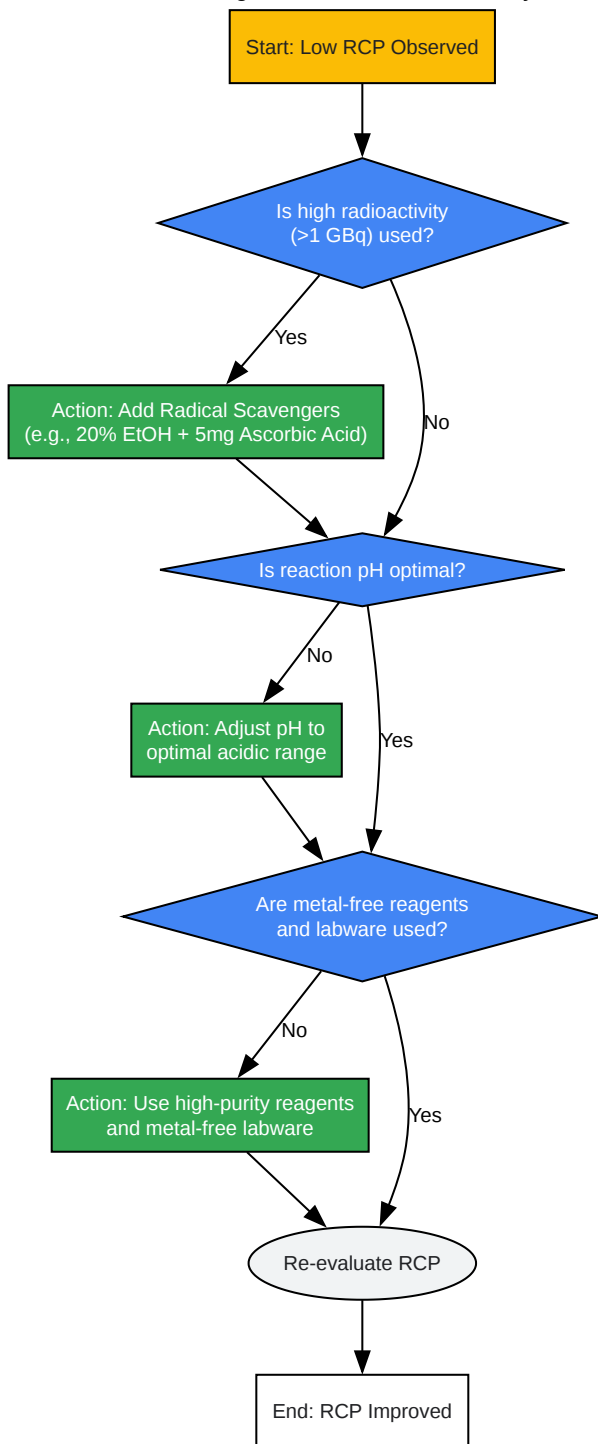 Start: Low RCP Observed
Is high radioactivity
(>1 GBq) used?
Yes
Action: Add Radical Scavengers
(e.g., 20% EtOH + 5mg Ascorbic Acid)
No
Is reaction pH optimal?
No
Action: Adjust pH to
optimal acidic range
Yes
Are metal-free reagents
and labware used?
No
Action: Use high-purity reagents
and metal-free labware
Yes
Re-evaluate RCP
End: RCP Improved